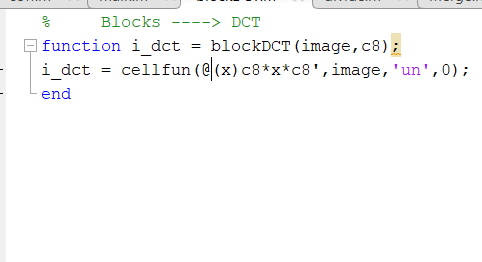 %     Blocks ----> DCT
function i_dct = blockDCT(image,c8);
i_dct = cellfun(@(x)c8*x*c8',image,'un',0);
end